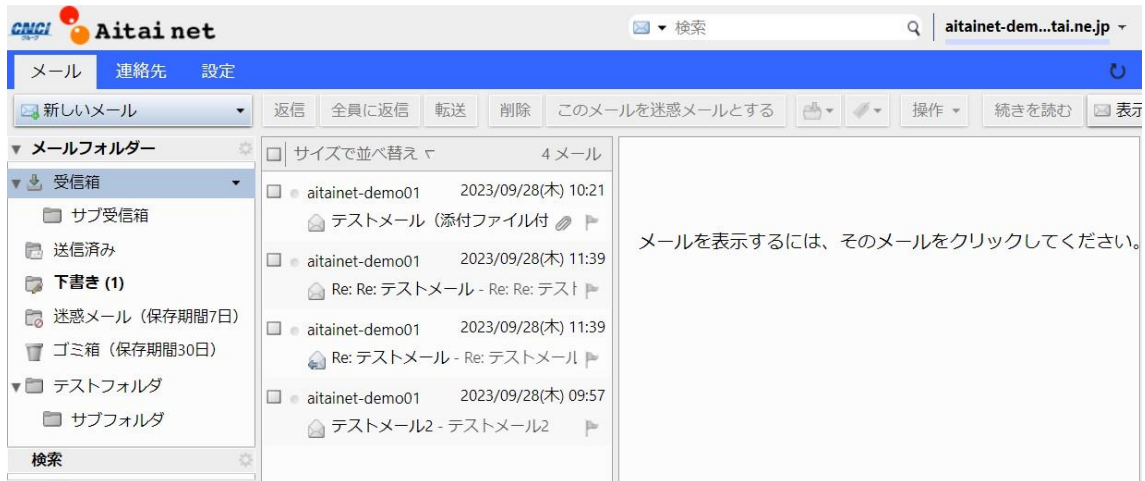 CNCI グループ Aitai net
検索
aitainet-dem...tai.ne.jp
メール 連絡先 設定
新しいメール
返信 全員に返信 転送 削除 このメールを迷惑メールとする 操作 続きを読む 表示
メールフォルダー
受信箱
サブ受信箱
送信済み
下書き (1)
迷惑メール（保存期間7日）
ゴミ箱（保存期間30日）
テストフォルダ
サブフォルダ
検索
サイズで並べ替え 4 メール
aitainet-demo01 2023/09/28(木) 10:21
テストメール（添付ファイル付
aitainet-demo01 2023/09/28(木) 11:39
Re: Re: テストメール - Re: Re: テスト
aitainet-demo01 2023/09/28(木) 11:39
Re: テストメール - Re: テストメール
aitainet-demo01 2023/09/28(木) 09:57
テストメール2 - テストメール2
メールを表示するには、そのメールをクリックしてください。